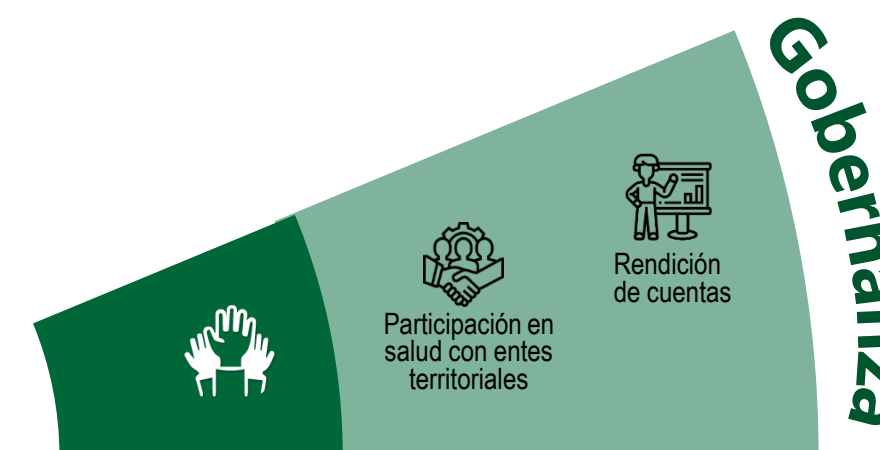 Gobernanza
Rendición
de cuentas
Participación en
salud con entes
territoriales